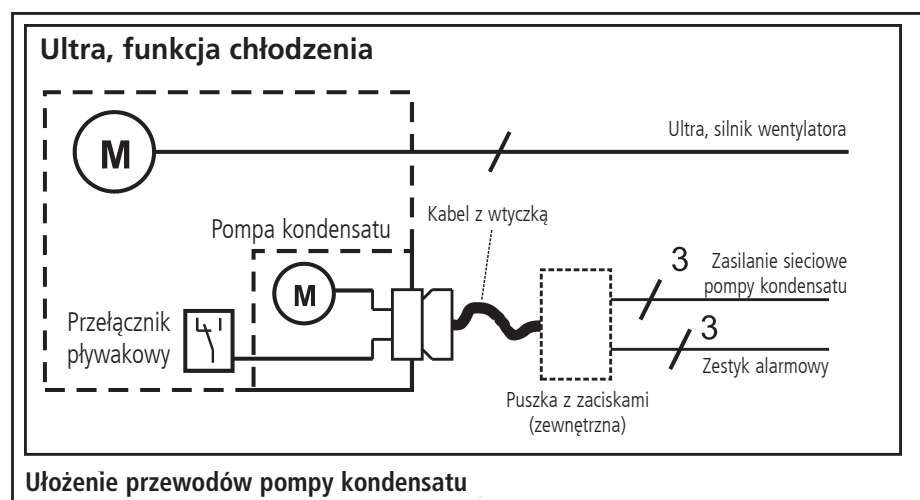 Ultra, funkcja chłodzenia
M
Ultra, silnik wentylatora
Kabel z wtyczką
Pompa kondensatu
M
3
Zasilanie sieciowe
pompy kondensatu
Przełącznik
pływakowy
3
Zestyk alarmowy
Puszka z zaciskami
(zewnętrzna)
Ułożenie przewodów pompy kondensatu